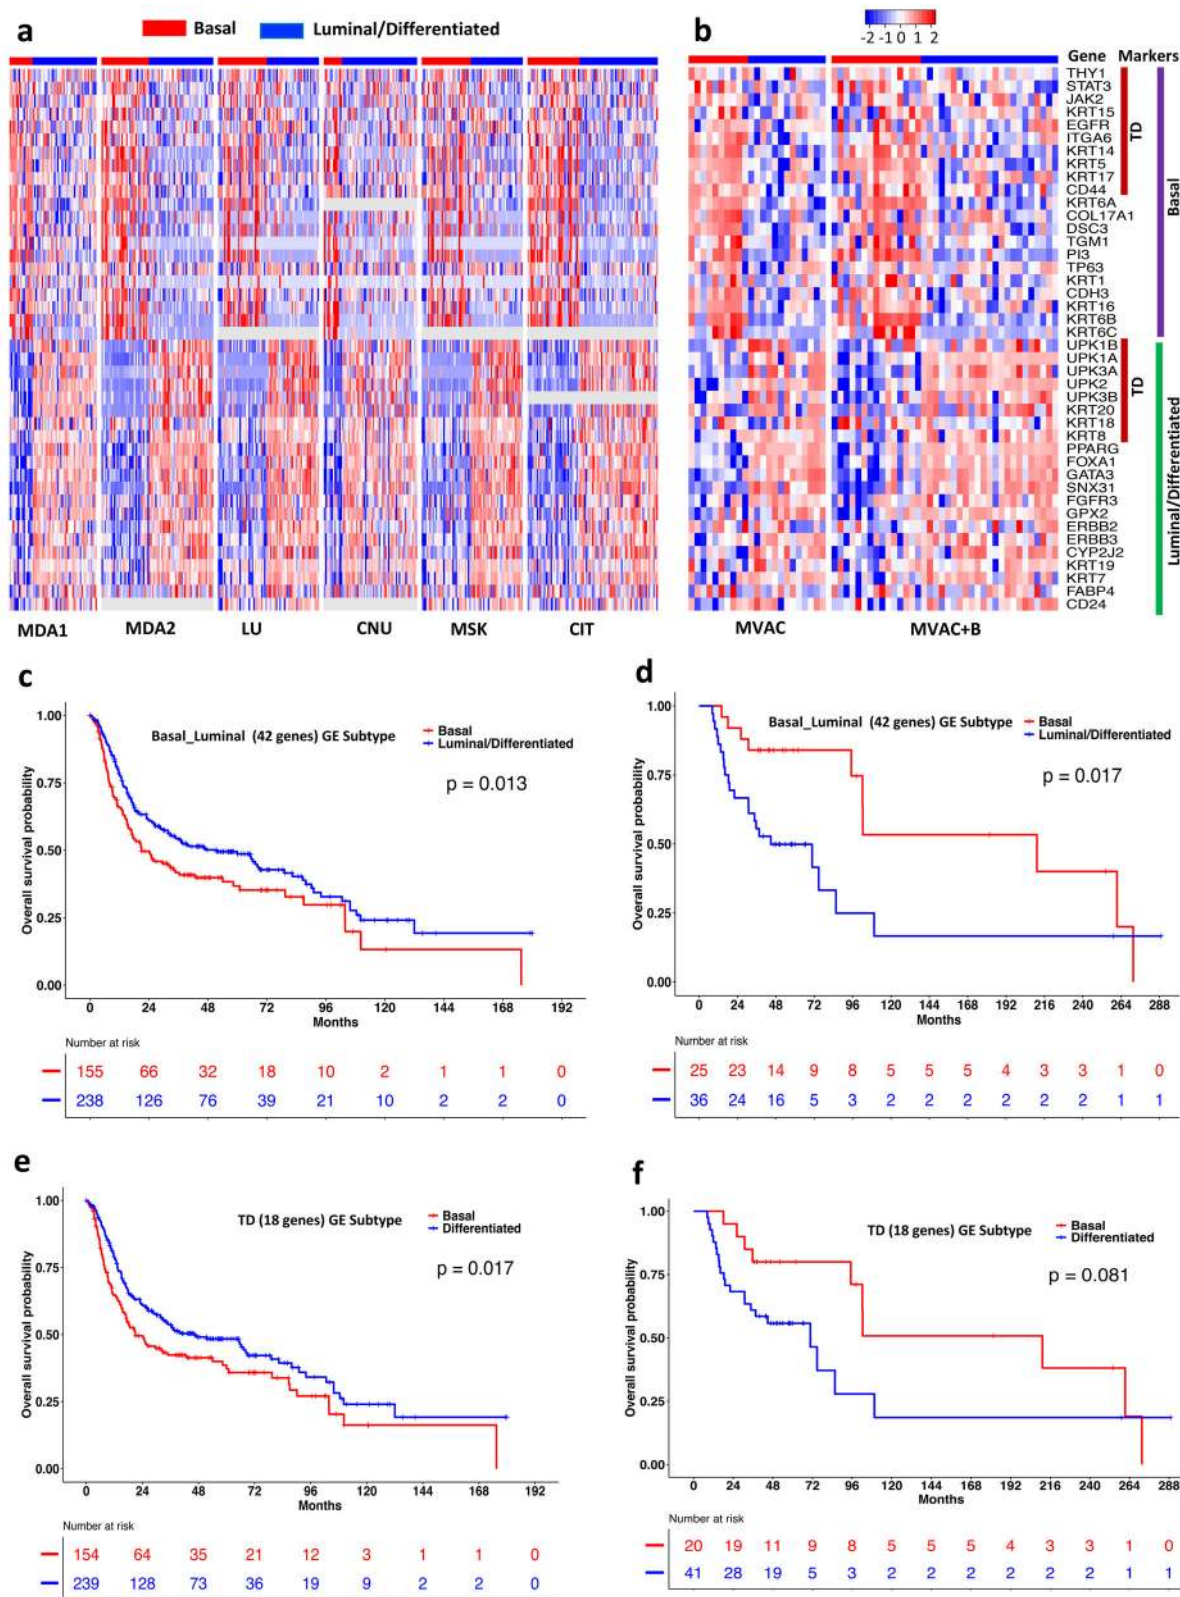 a
Basal
Luminal/Differentiated
MDA1
MDA2
LU
CNU
MSK
CIT
b
-2 -1 0 1 2
Gene Markers
THY1
STAT3
JAK2
KRT15
EGFR
ITGA6
KRT14
KRT5
KRT17
CD44
KRT6A
COL17A1
DSC3
TGM1
PI3
TP63
KRT1
CDH3
KRT16
KRT6B
KRT6C
UPK1B
UPK1A
UPK3A
UPK2
UPK3B
KRT20
KRT18
KRT8
PPARG
FOXA1
GATA3
SNX31
FGFR3
GPX2
ERBB2
ERBB3
CYP2J2
KRT19
KRT7
FABP4
CD24
TD
TD
Basal
Luminal/Differentiated
MVAC
MVAC+B
c
Basal_Luminal (42 genes) GE Subtype
Basal
Luminal/Differentiated
p = 0.013
Overall survival probability
1.00
0.75
0.50
0.25
0.00
0 24 48 72 96 120 144 168 192
Months
Number at risk
155 66 32 18 10 2 1 1 0
238 126 76 39 21 10 2 2 0
d
Basal_Luminal (42 genes) GE Subtype
Basal
Luminal/Differentiated
p = 0.017
Overall survival probability
1.00
0.75
0.50
0.25
0.00
0 24 48 72 96 120 144 168 192 216 240 264 288
Months
Number at risk
25 23 14 9 8 5 5 5 4 3 3 1 0
36 24 16 5 3 2 2 2 2 2 2 1 1
e
TD (18 genes) GE Subtype
Basal
Differentiated
p = 0.017
Overall survival probability
1.00
0.75
0.50
0.25
0.00
0 24 48 72 96 120 144 168 192
Months
Number at risk
154 64 35 21 12 3 1 1 0
239 128 73 36 19 9 2 2 0
f
TD (18 genes) GE Subtype
Basal
Differentiated
p = 0.081
Overall survival probability
1.00
0.75
0.50
0.25
0.00
0 24 48 72 96 120 144 168 192 216 240 264 288
Months
Number at risk
20 19 11 9 8 5 5 5 4 3 3 1 0
41 28 19 5 3 2 2 2 2 2 2 1 1